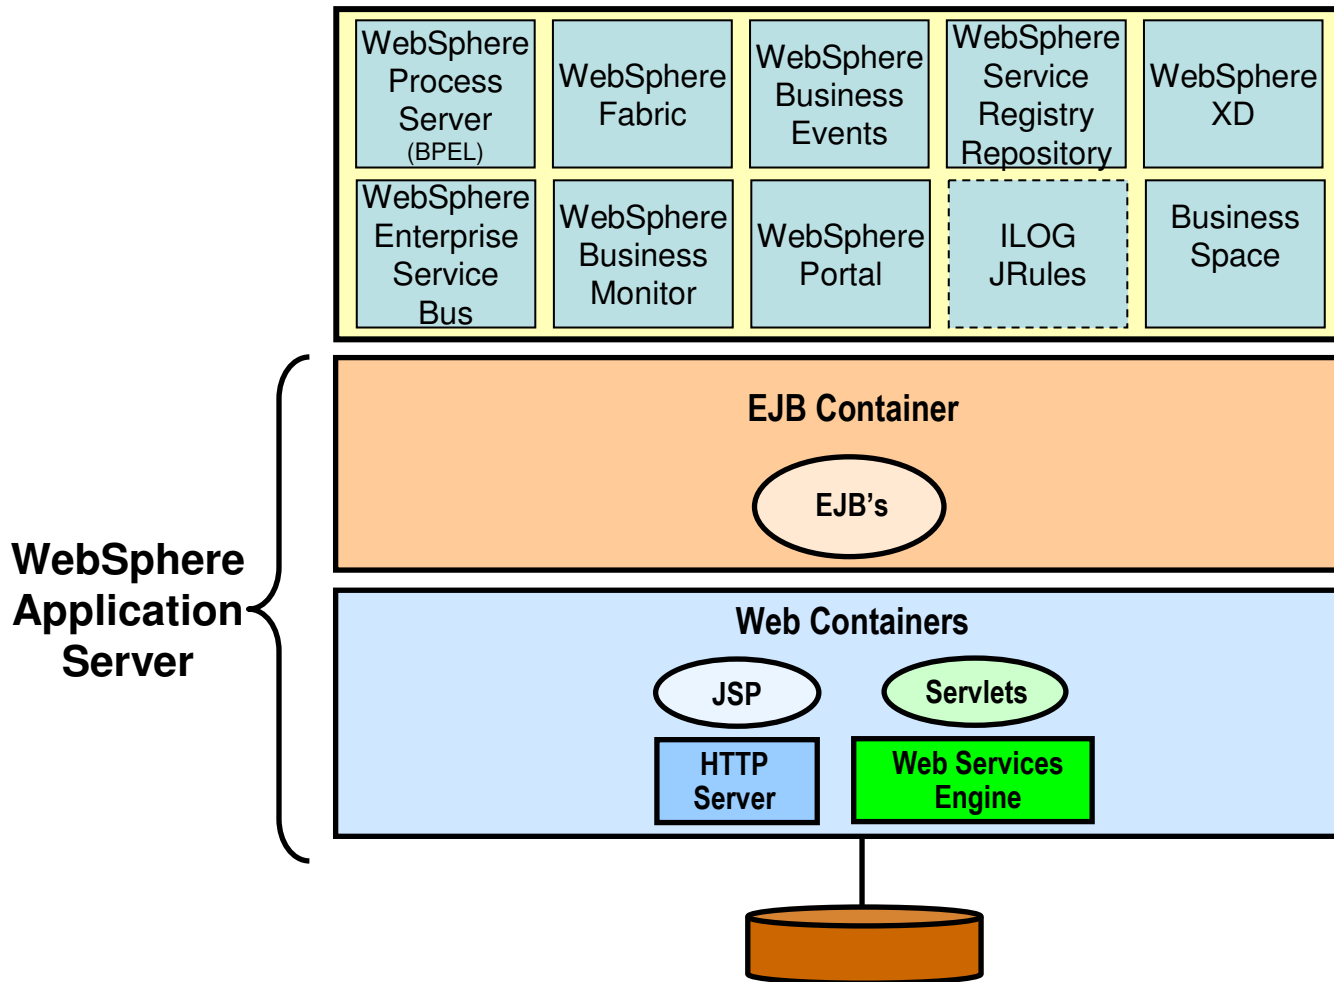 WebSphere
Process
Server
(BPEL)
WebSphere
Fabric
WebSphere
Business
Events
WebSphere
Service
Registry
Repository
WebSphere
XD
WebSphere
Enterprise
Service
Bus
WebSphere
Business
Monitor
WebSphere
Portal
ILOG
JRules
Business
Space
EJB Container
EJB's
WebSphere
Application
Server
Web Containers
JSP
Servlets
HTTP
Server
Web Services
Engine